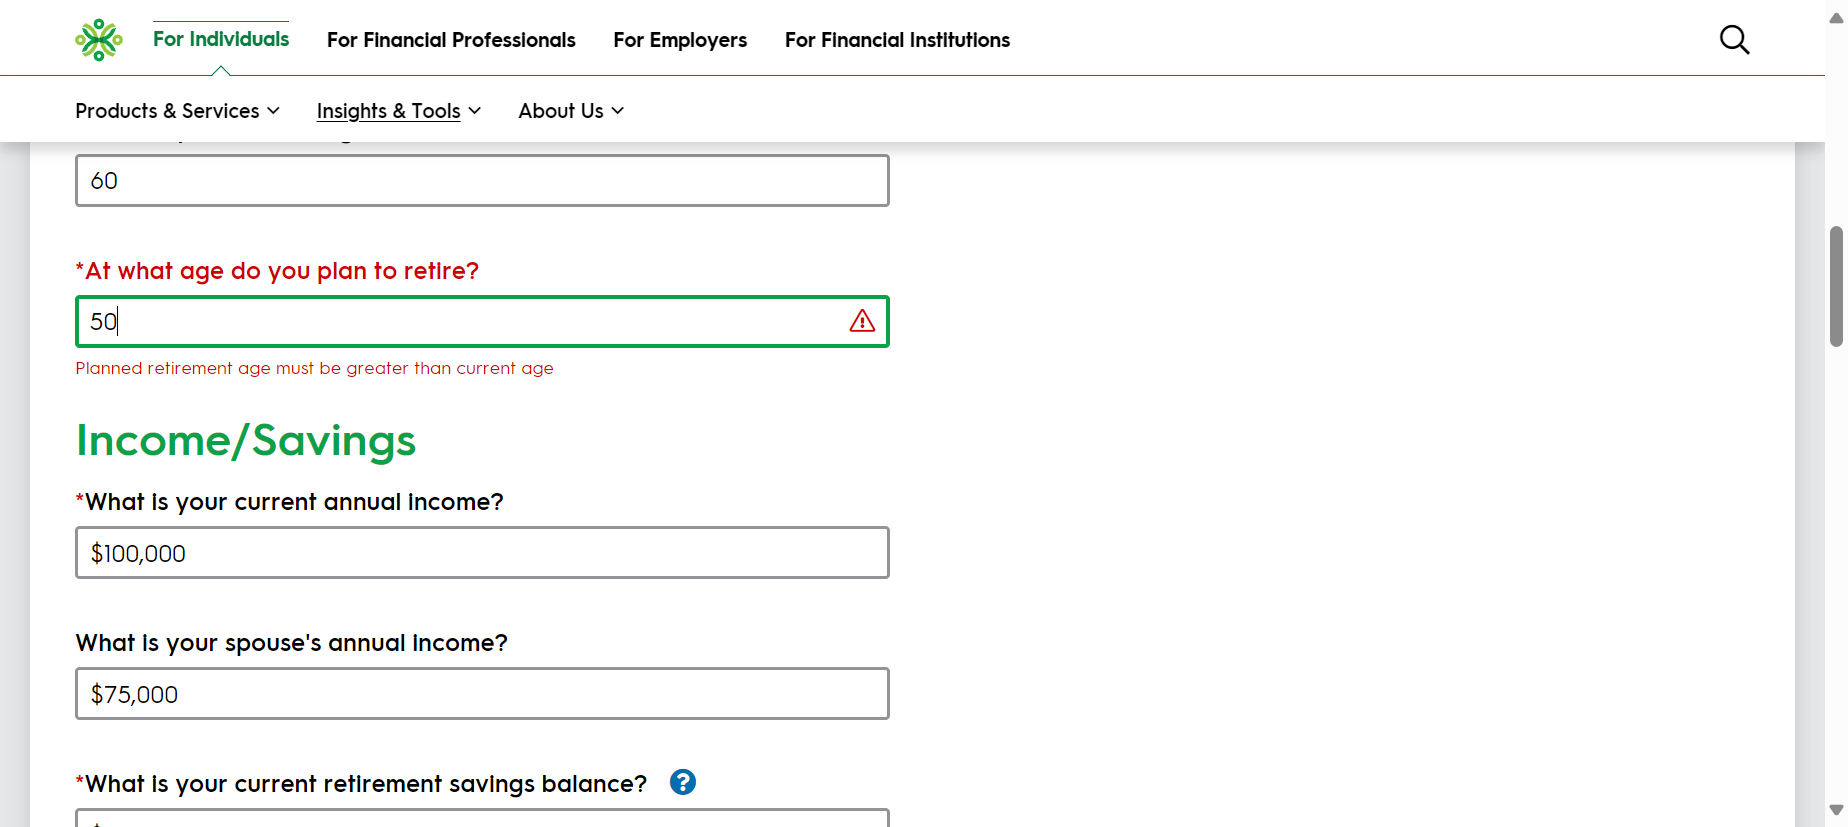 For Individuals For Financial Professionals For Employers For Financial Institutions
Products & Services Insights & Tools About Us
60
*At what age do you plan to retire?
50
Planned retirement age must be greater than current age
Income/Savings
*What is your current annual income?
$100,000
What is your spouse's annual income?
$75,000
*What is your current retirement savings balance? ?